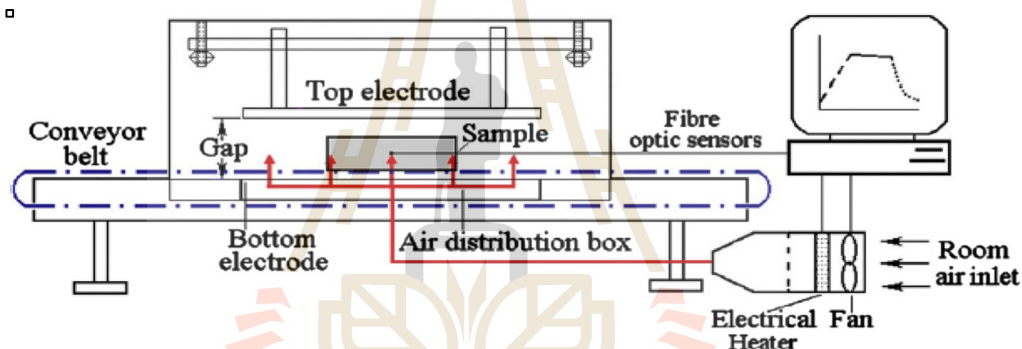 Top electrode
Fibre
optic sensors
Conveyor
belt
Gap
Sample
Bottom
electrode
Air distribution box
Room
air inlet
Electrical Fan
Heater